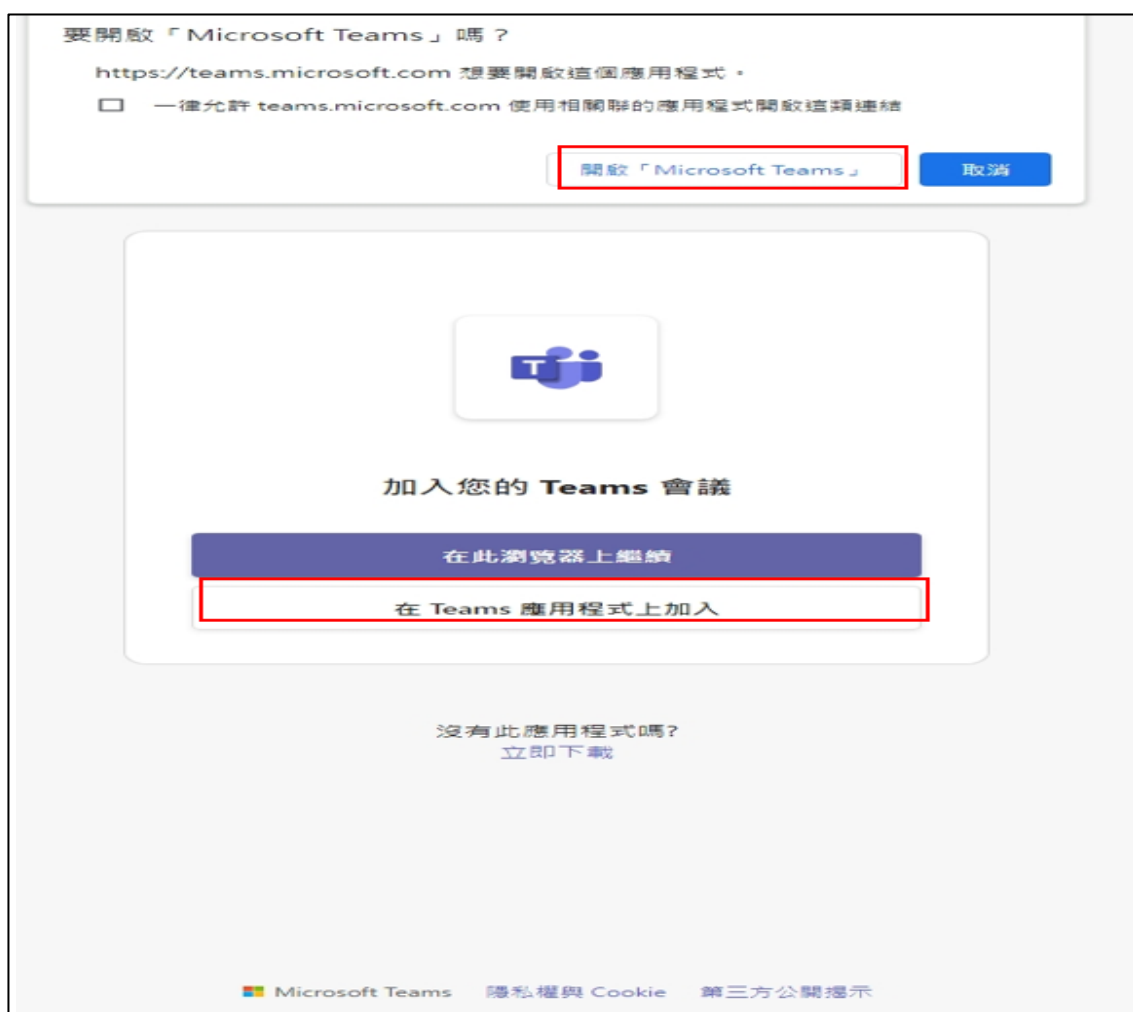 要開啟「Microsoft Teams」嗎?
https://teams.microsoft.com 想要開啟這個應用程式。
一律允許 teams.microsoft.com 使用相關聯的應用程式開啟這類連結
開啟「Microsoft Teams」 取消
T
加入您的 Teams 會議
在此瀏覽器上繼續
在 Teams 應用程式上加入
沒有此應用程式嗎?
立即下載
Microsoft Teams 隱私權與 Cookie 第三方公開揭示